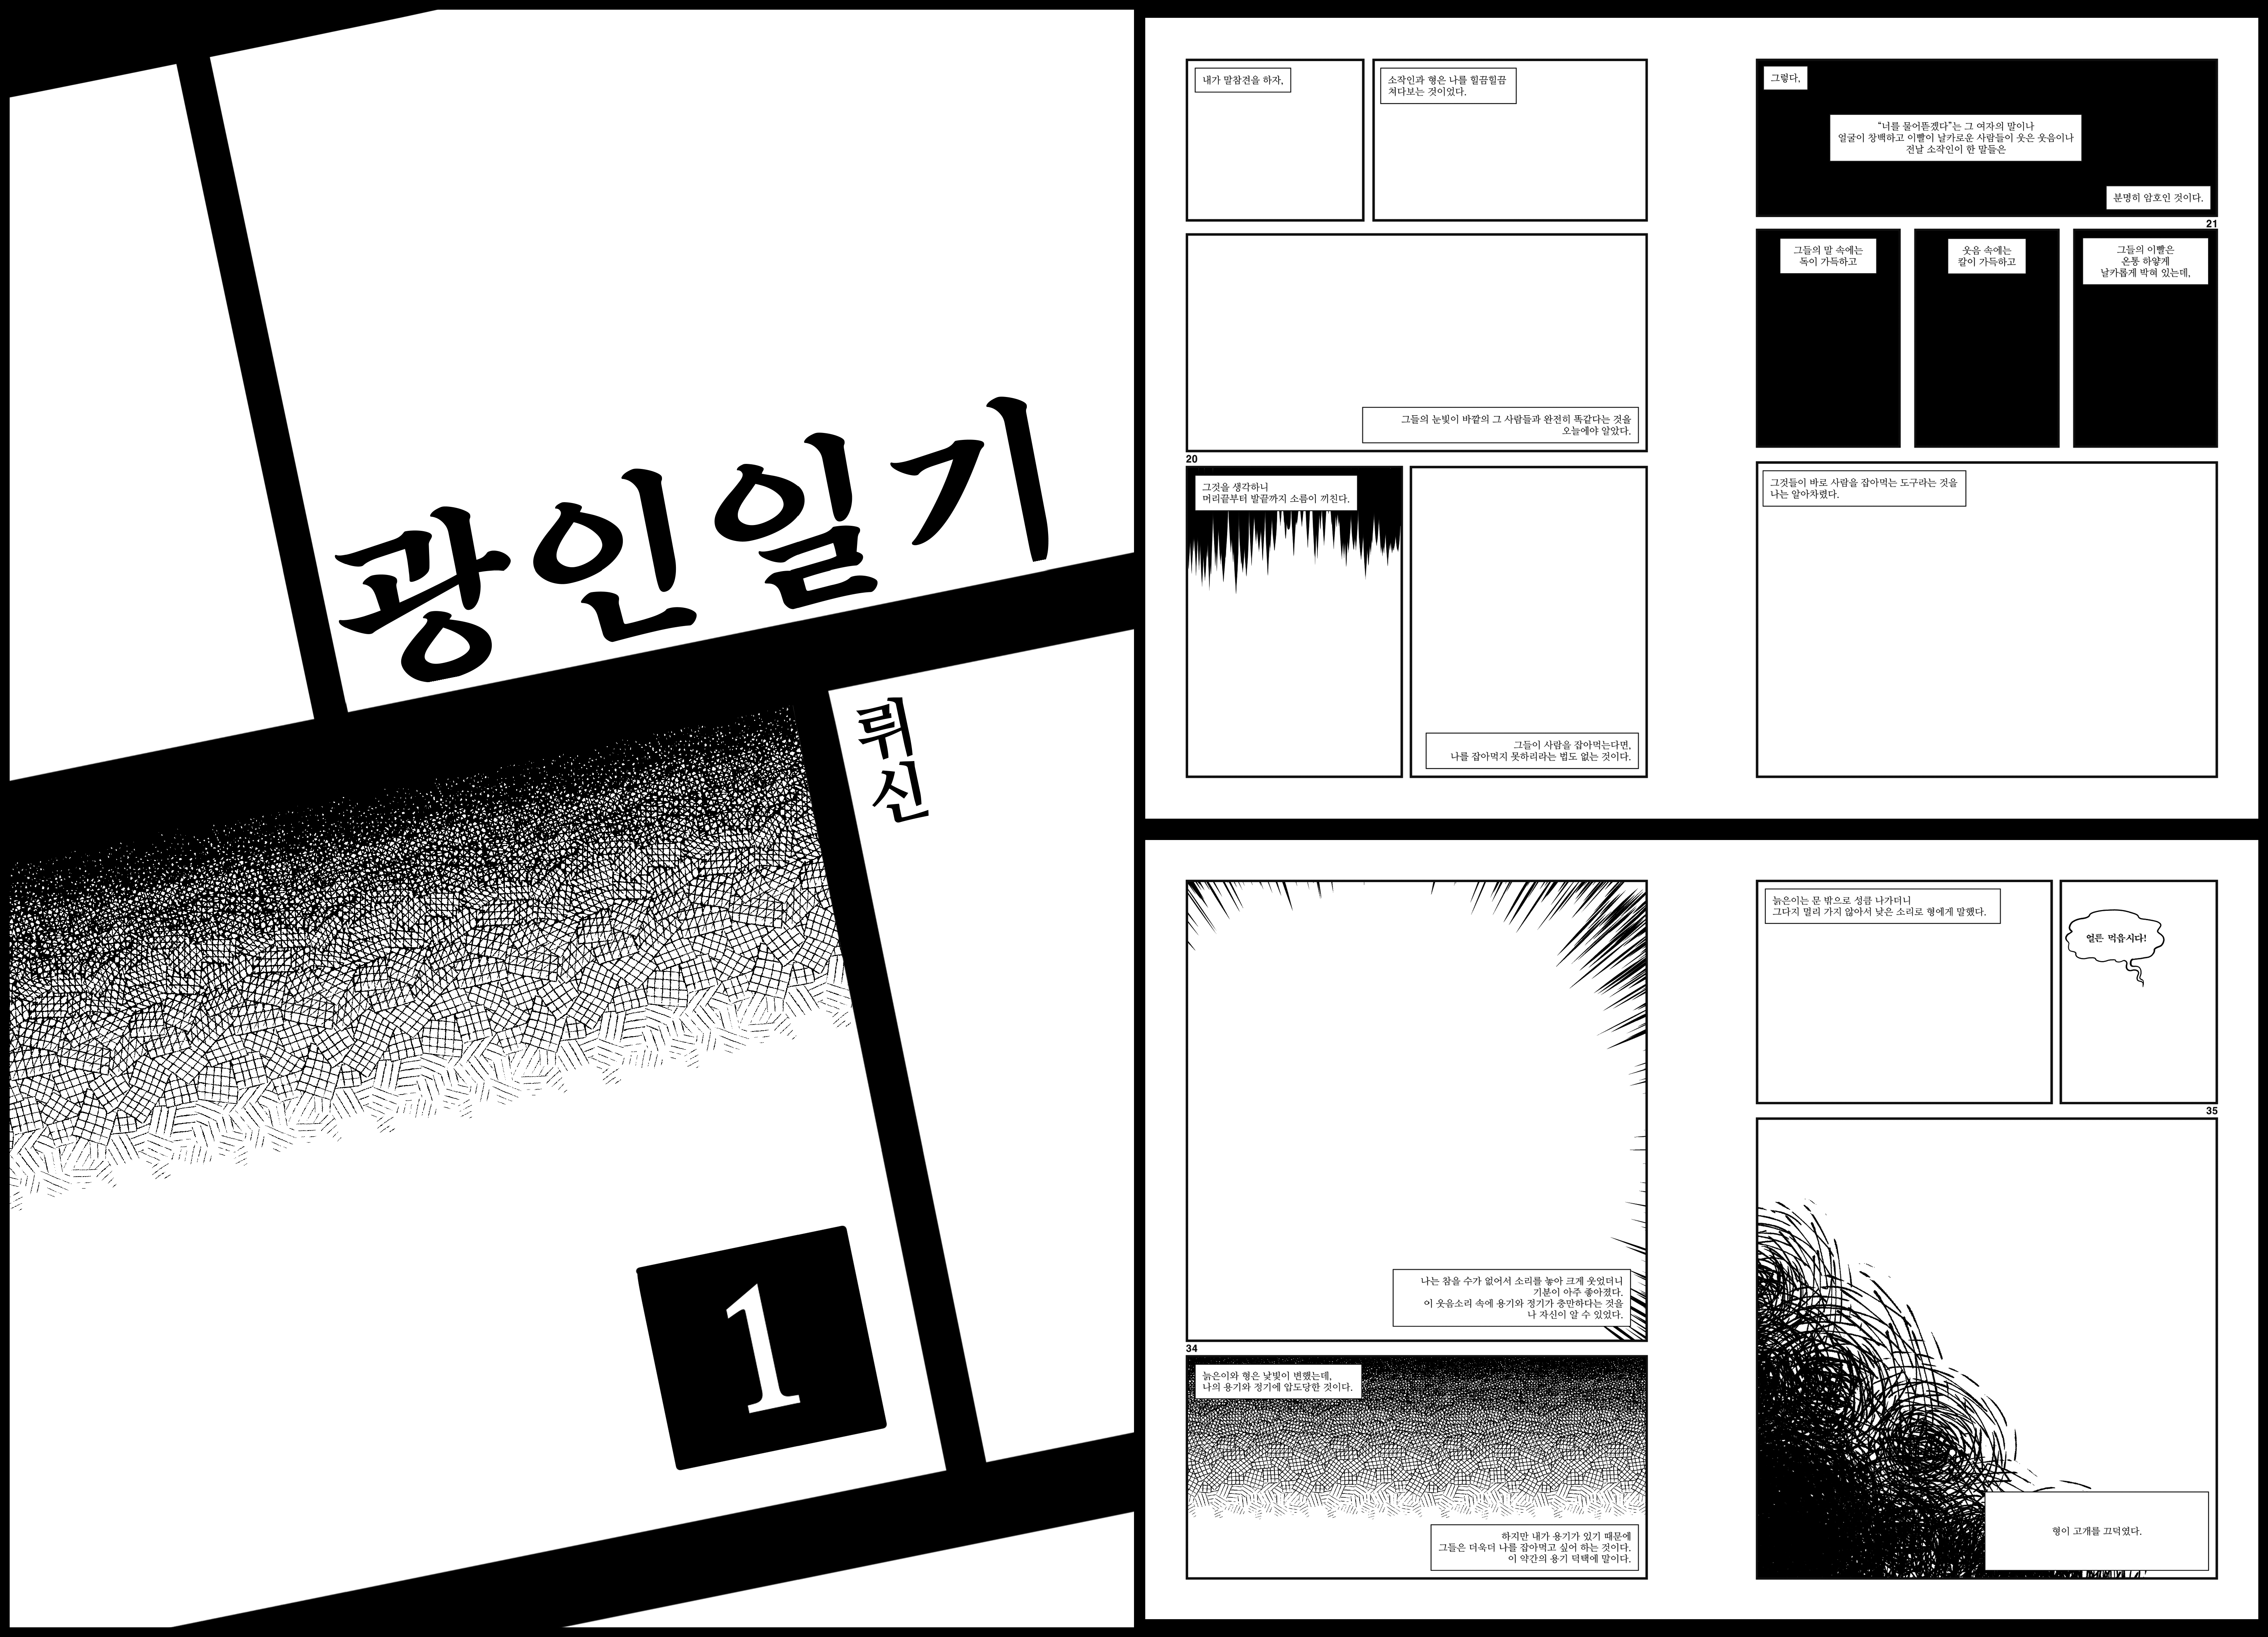 광인일기
뤼신
1
내가 말참견을 하자,
소작인과 형은 나를 힐끔힐끔
쳐다보는 것이었다.
그들의 눈빛이 바깥의 그 사람들과 완전히 똑같다는 것을
오늘에야 알았다.
20
그것을 생각하니
머리끝부터 발끝까지 소름이 끼친다.
그들이 사람을 잡아먹는다면,
나를 잡아먹지 못하리라는 법도 없는 것이다.
그렇다,
“너를 물어뜯겠다”는 그 여자의 말이나
얼굴이 창백하고 이빨이 날카로운 사람들이 웃은 웃음이나
전날 소작인이 한 말들은
분명히 암호인 것이다.
21
그들의 말 속에는
독이 가득하고
웃음 속에는
칼이 가득하고
그들의 이빨은
온통 하얗게
날카롭게 박혀 있는데,
그것들이 바로 사람을 잡아먹는 도구라는 것을
나는 알아차렸다.
나는 참을 수가 없어서 소리를 놓아 크게 웃었더니
기분이 아주 좋아졌다.
이 웃음소리 속에 용기와 정기가 충만하다는 것을
나 자신이 알 수 있었다.
34
늙은이와 형은 낯빛이 변했는데,
나의 용기와 정기에 압도당한 것이다.
하지만 내가 용기가 있기 때문에
그들은 더욱더 나를 잡아먹고 싶어 하는 것이다.
이 약간의 용기 덕택에 말이다.
늙은이는 문 밖으로 성큼 나가더니
그다지 멀리 가지 않아서 낮은 소리로 형에게 말했다.
얼른 먹읍시다!
35
형이 고개를 끄덕였다.